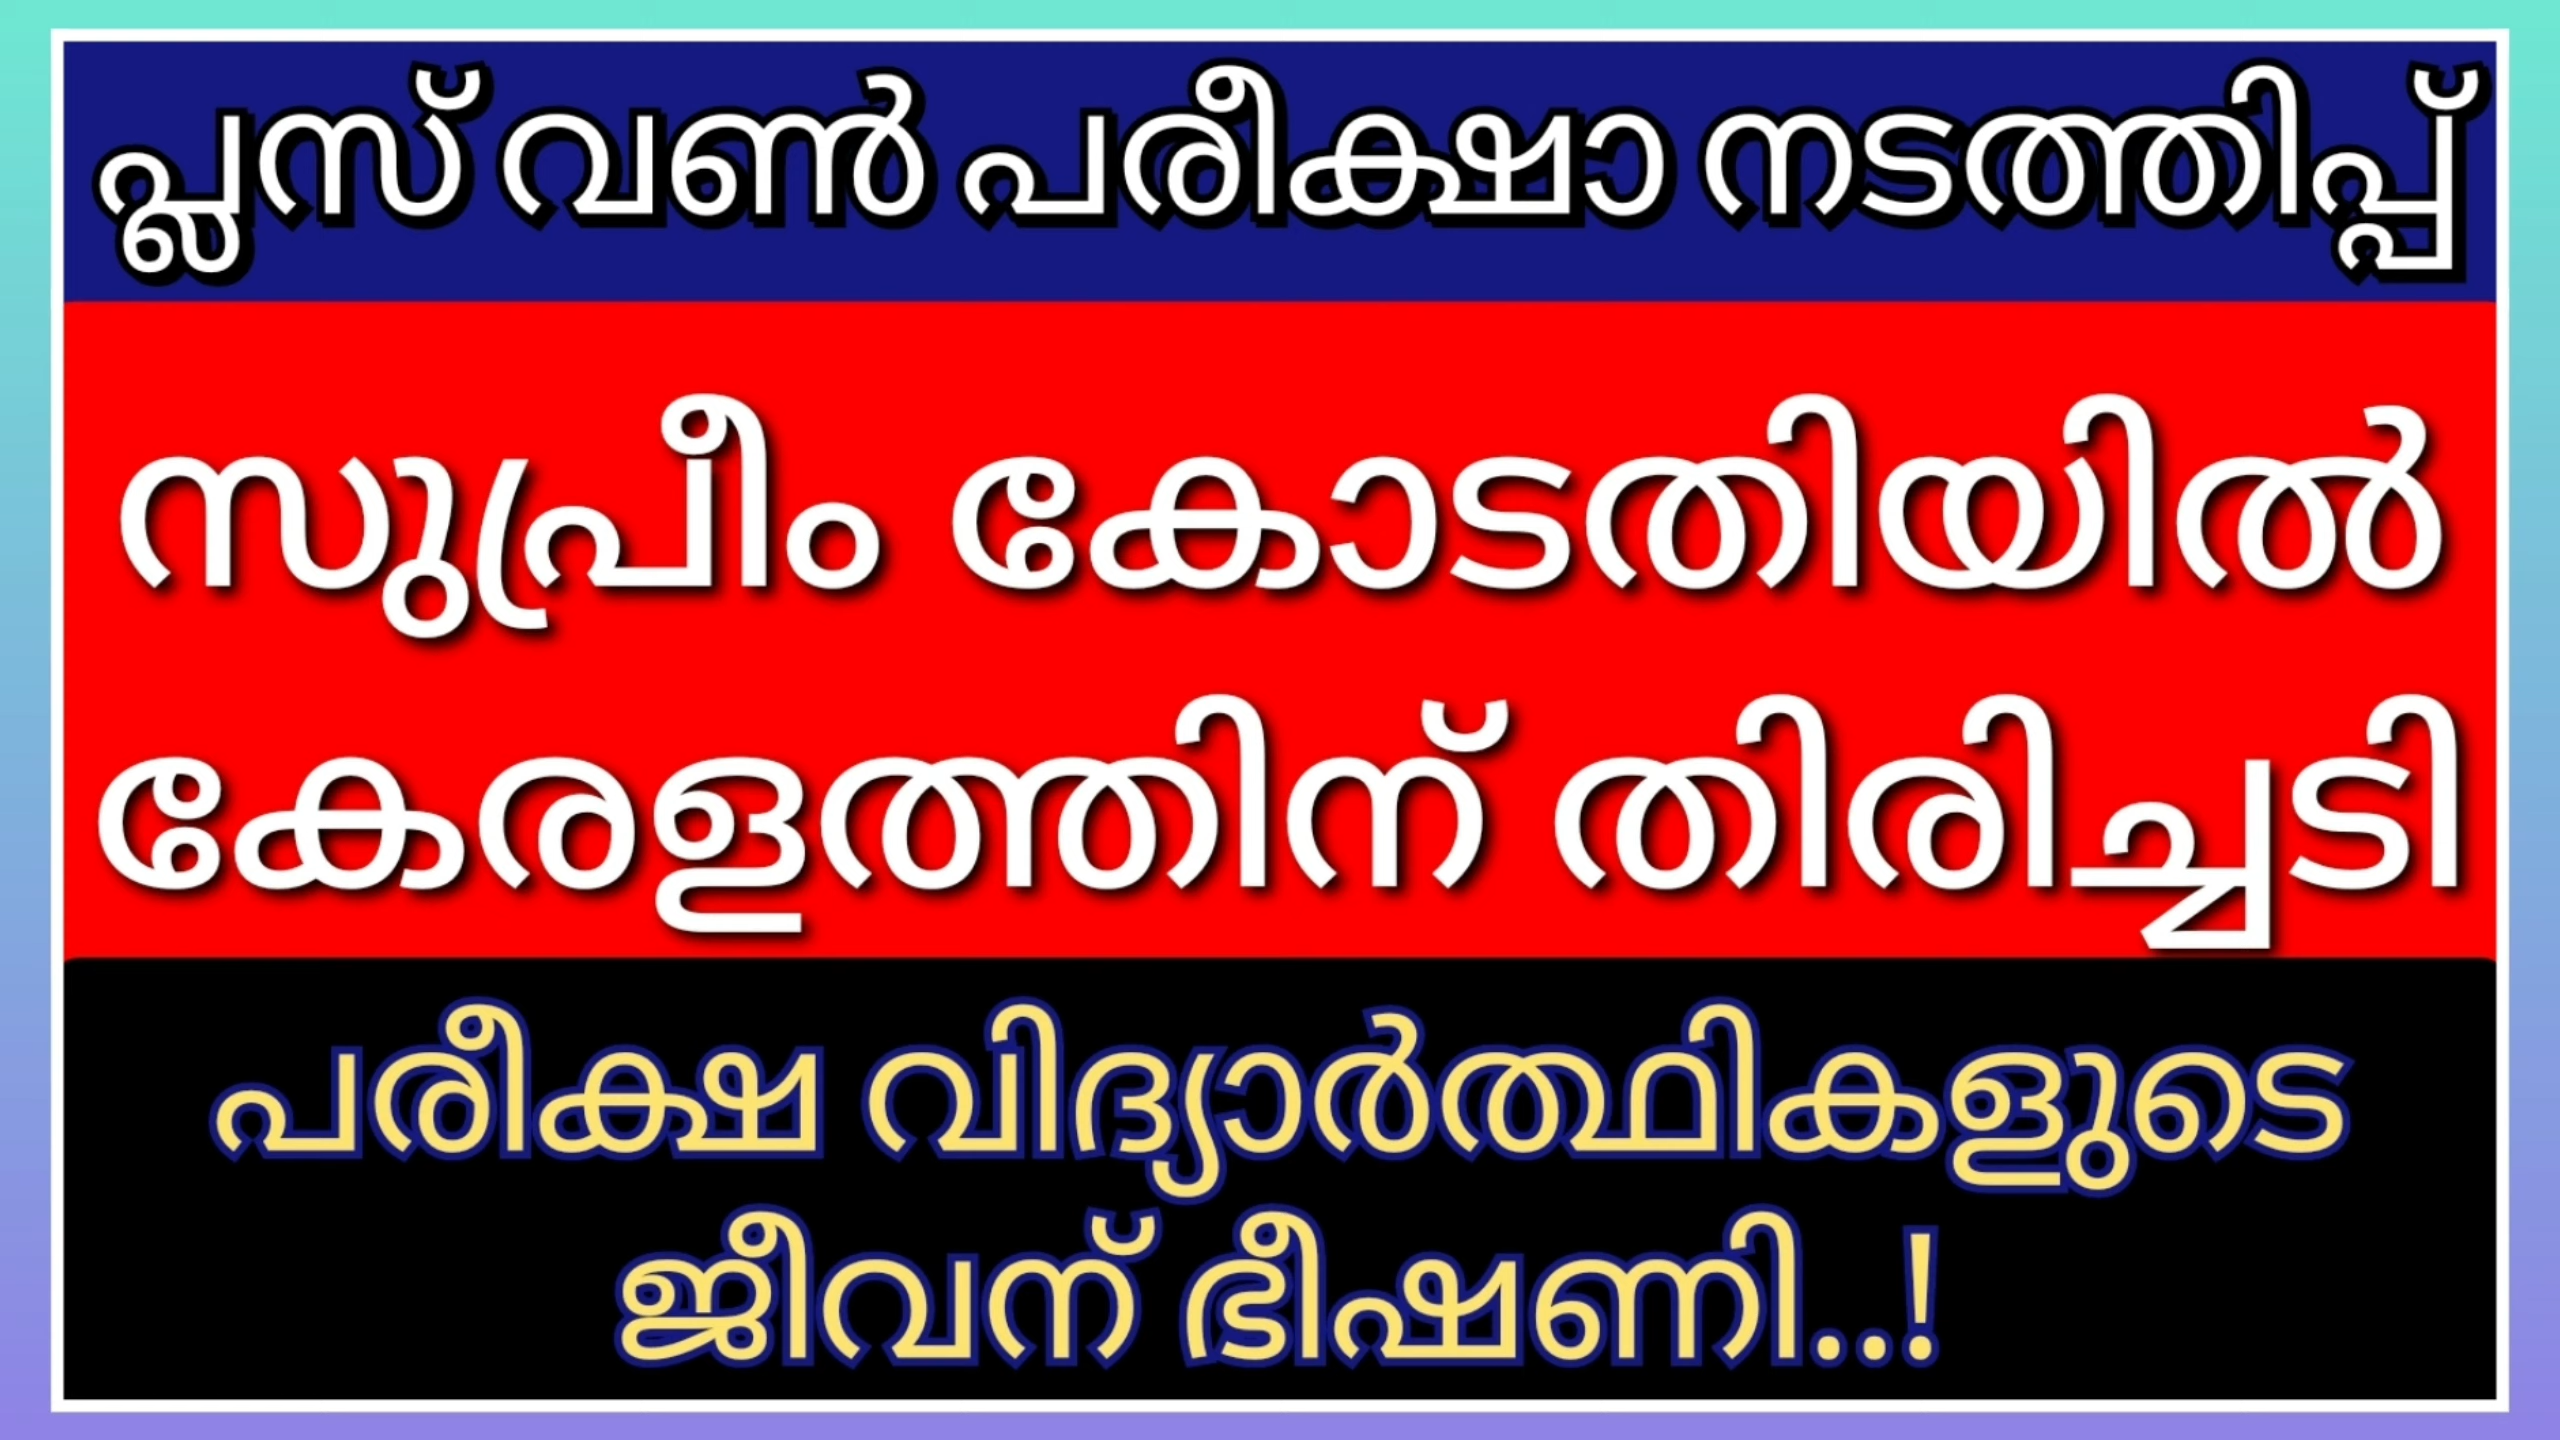 പ്ലസ് വൺ പരീക്ഷാ നടത്തിപ്പ്
സുപ്രീം കോടതിയിൽ
കേരളത്തിന് തിരിച്ചടി
പരീക്ഷ വിദ്യാർത്ഥികളുടെ
ജീവന് ഭീഷണി..!